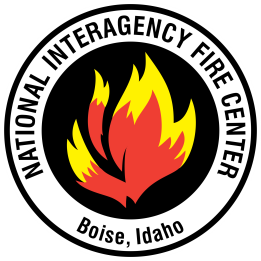 NATIONAL INTERAGENCY FIRE CENTER
Boise, Idaho